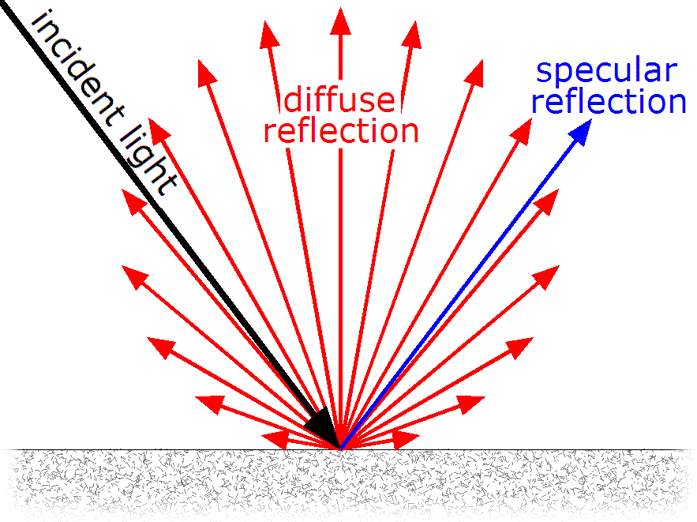 incident light
diffuse
reflection
specular
reflection